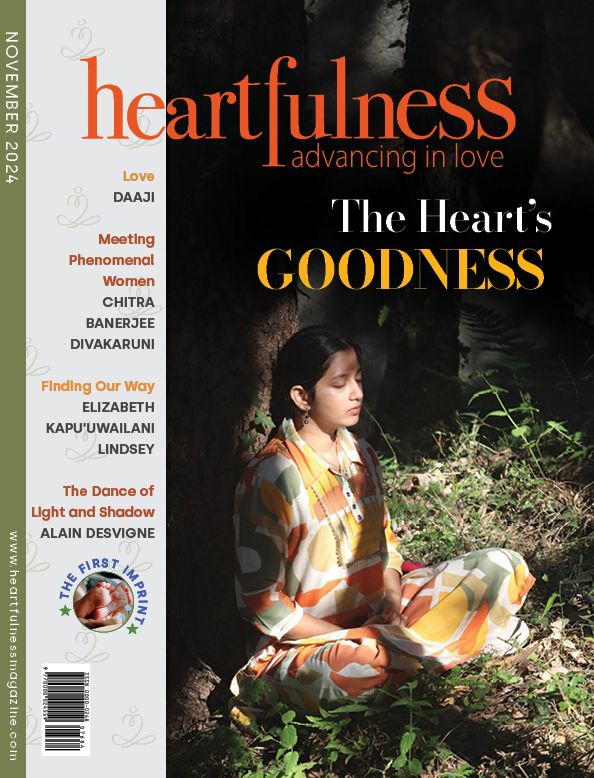 NOVEMBER 2024
heartfulness
advancing in love
The Heart's
GOODNESS
Love
DAAJI
Meeting
Phenomenal
Women
CHITRA
BANERJEE
DIVAKARUNI
Finding Our Way
ELIZABETH
KAPU'UWAILANI
LINDSEY
The Dance of
Light and Shadow
ALAIN DESVIGNE
THE FIRST IMPRINT
www.heartfulnessmagazine.com